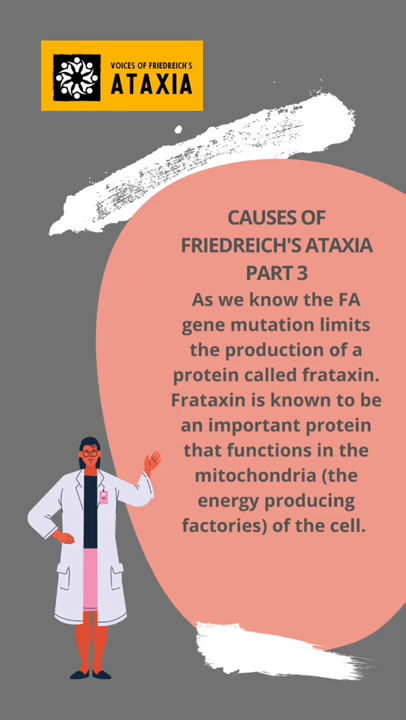 VOICES OF FRIEDREICH'S
ATAXIA
CAUSES OF
FRIEDREICH'S ATAXIA
PART 3
As we know the FA
gene mutation limits
the production of a
protein called frataxin.
Frataxin is known to be
an important protein
that functions in the
mitochondria (the
energy producing
factories) of the cell.